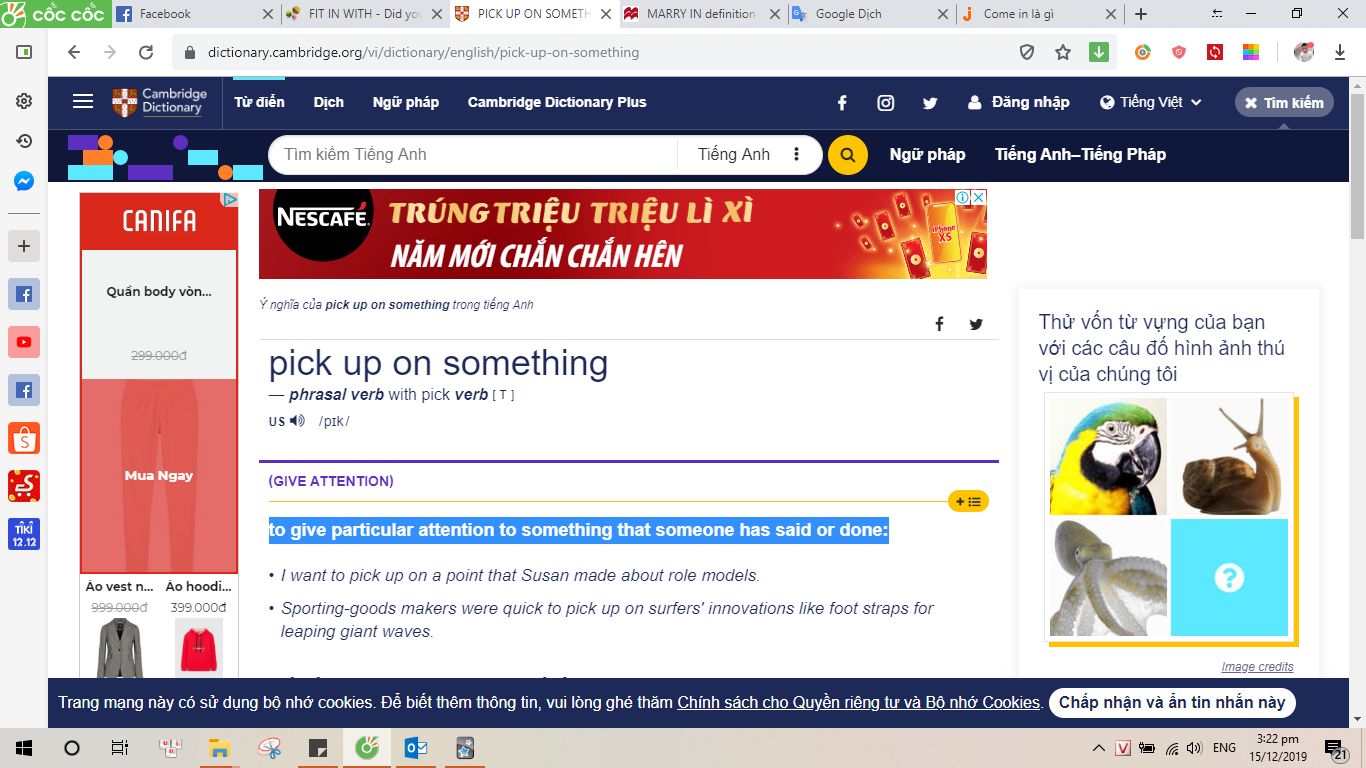 cốc cốc
Facebook
FIT IN WITH - Did you
PICK UP ON SOMETH
MARRY IN definition
Google Dịch
Come in là gì
dictionary.cambridge.org/vi/dictionary/english/pick-up-on-something
Cambridge
Dictionary
Từ điển
Dịch
Ngữ pháp
Cambridge Dictionary Plus
Đăng nhập
Tiếng Việt
Tìm kiếm
Tìm kiếm Tiếng Anh
Tiếng Anh
Ngữ pháp
Tiếng Anh–Tiếng Pháp
CANIFA
Quần body vòn...
299.000đ
Mua Ngay
Áo vest n...
Áo hoodi...
999.000đ
399.000đ
NESCAFÉ.
TRÚNG TRIỆU TRIỆU LÌ XÌ
NĂM MỚI CHẮN CHẮN HÊN
iPhone
XS
Ý nghĩa của pick up on something trong tiếng Anh
pick up on something
— phrasal verb with pick verb [ T ]
US /pɪk/
(GIVE ATTENTION)
to give particular attention to something that someone has said or done:
• I want to pick up on a point that Susan made about role models.
• Sporting-goods makers were quick to pick up on surfers' innovations like foot straps for
leaping giant waves.
Thử vốn từ vựng của bạn
với các câu đố hình ảnh thú
vị của chúng tôi
?
Image credits
TIKI
12.12
Trang mạng này có sử dụng bộ nhớ cookies. Để biết thêm thông tin, vui lòng ghé thăm Chính sách cho Quyền riêng tư và Bộ nhớ Cookies.
Chấp nhận và ẩn tin nhắn này
ENG
3:22 pm
15/12/2019
21